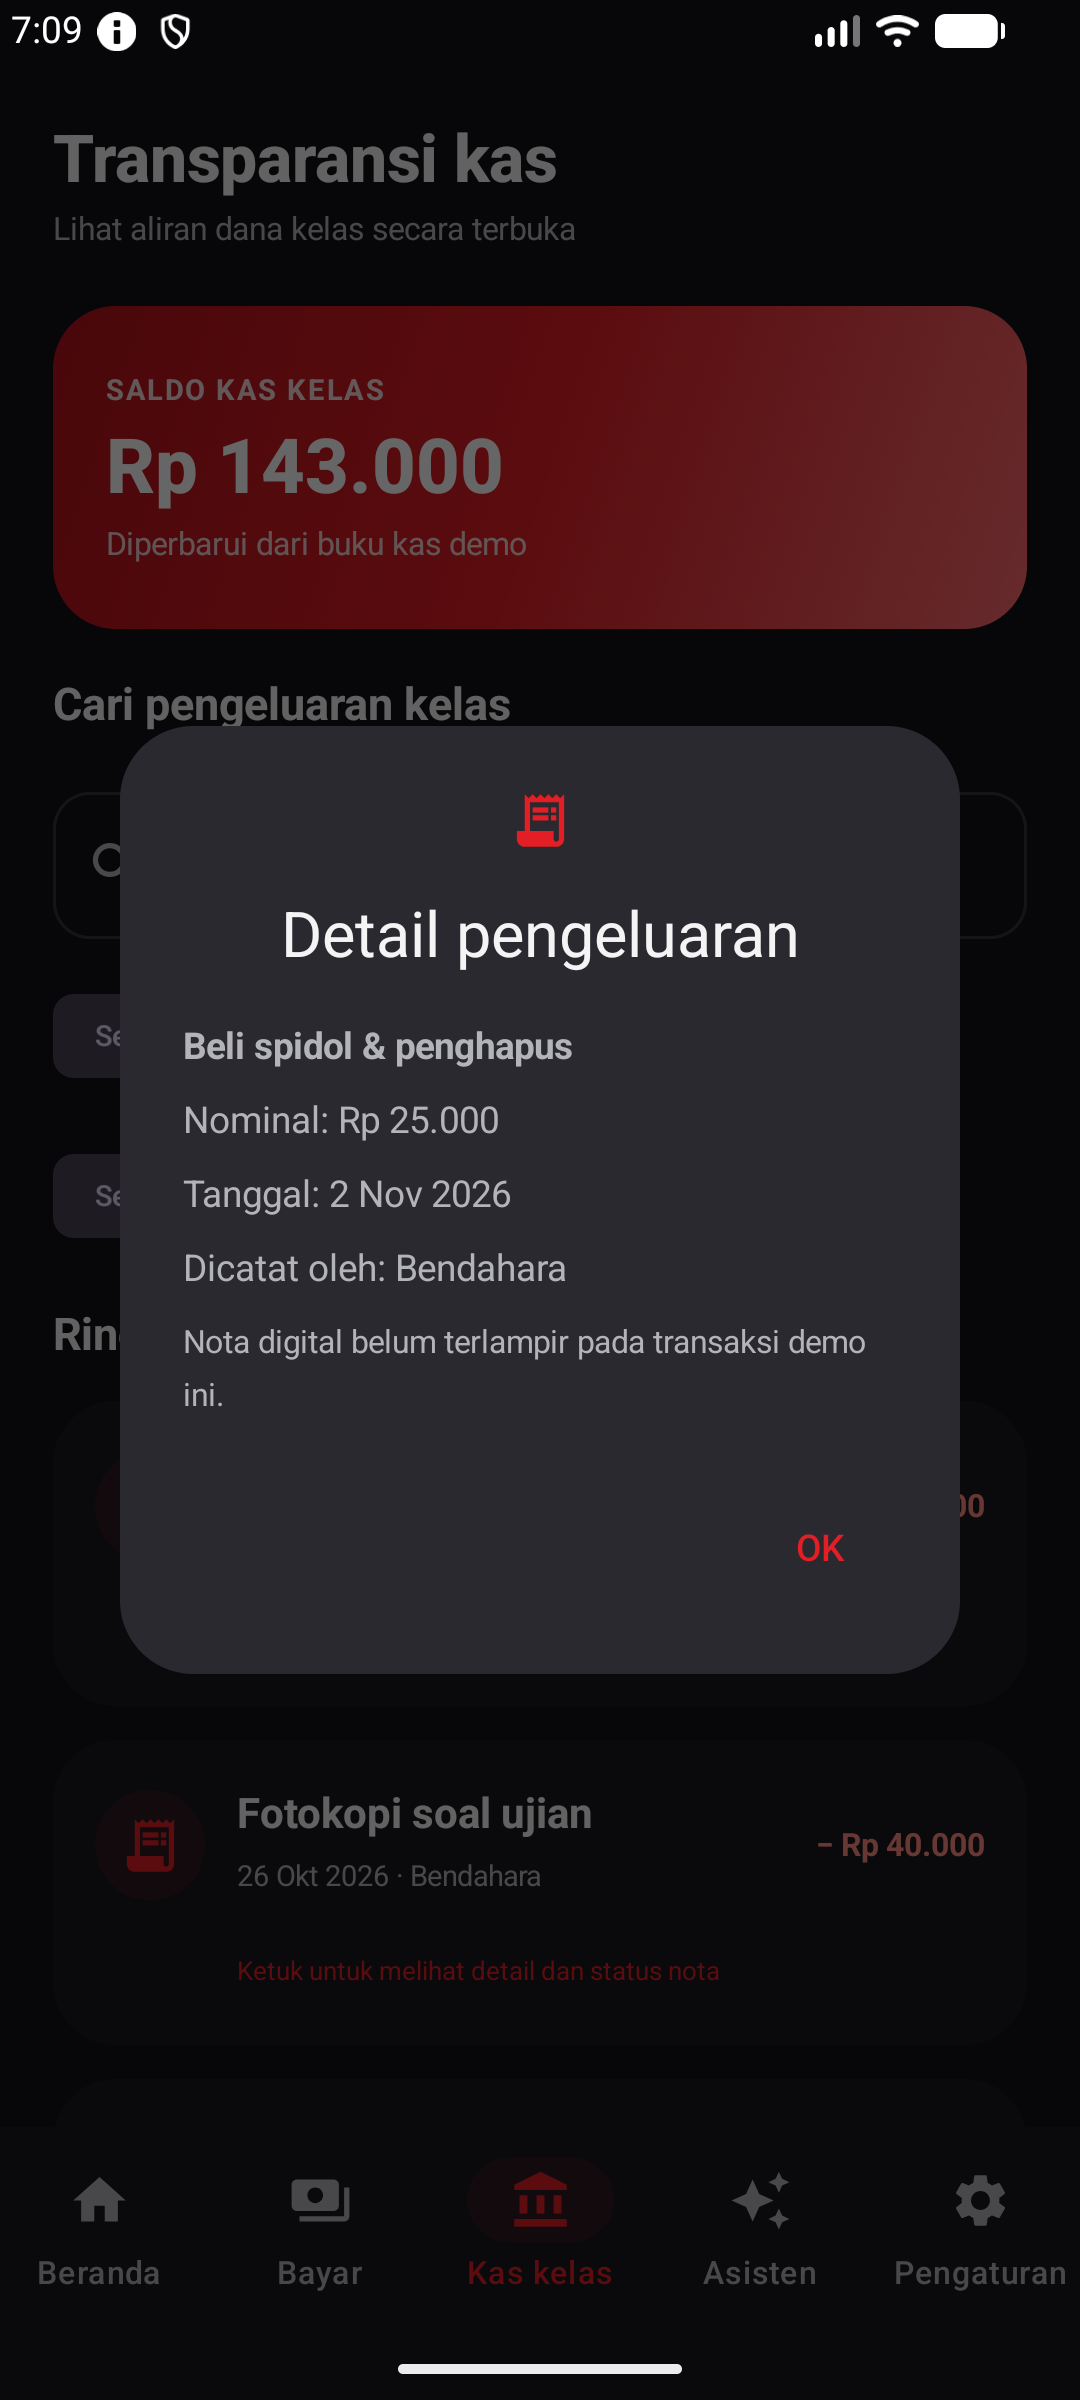 7:09
Transparansi kas
Lihat aliran dana kelas secara terbuka
SALDO KAS KELAS
Rp 143.000
Diperbarui dari buku kas demo
Cari pengeluaran kelas
Detail pengeluaran
Beli spidol & penghapus
Nominal: Rp 25.000
Tanggal: 2 Nov 2026
Dicatat oleh: Bendahara
Nota digital belum terlampir pada transaksi demo
ini.
OK
Fotokopi soal ujian
− Rp 40.000
26 Okt 2026 · Bendahara
Ketuk untuk melihat detail dan status nota
Beranda
Bayar
Kas kelas
Asisten
Pengaturan